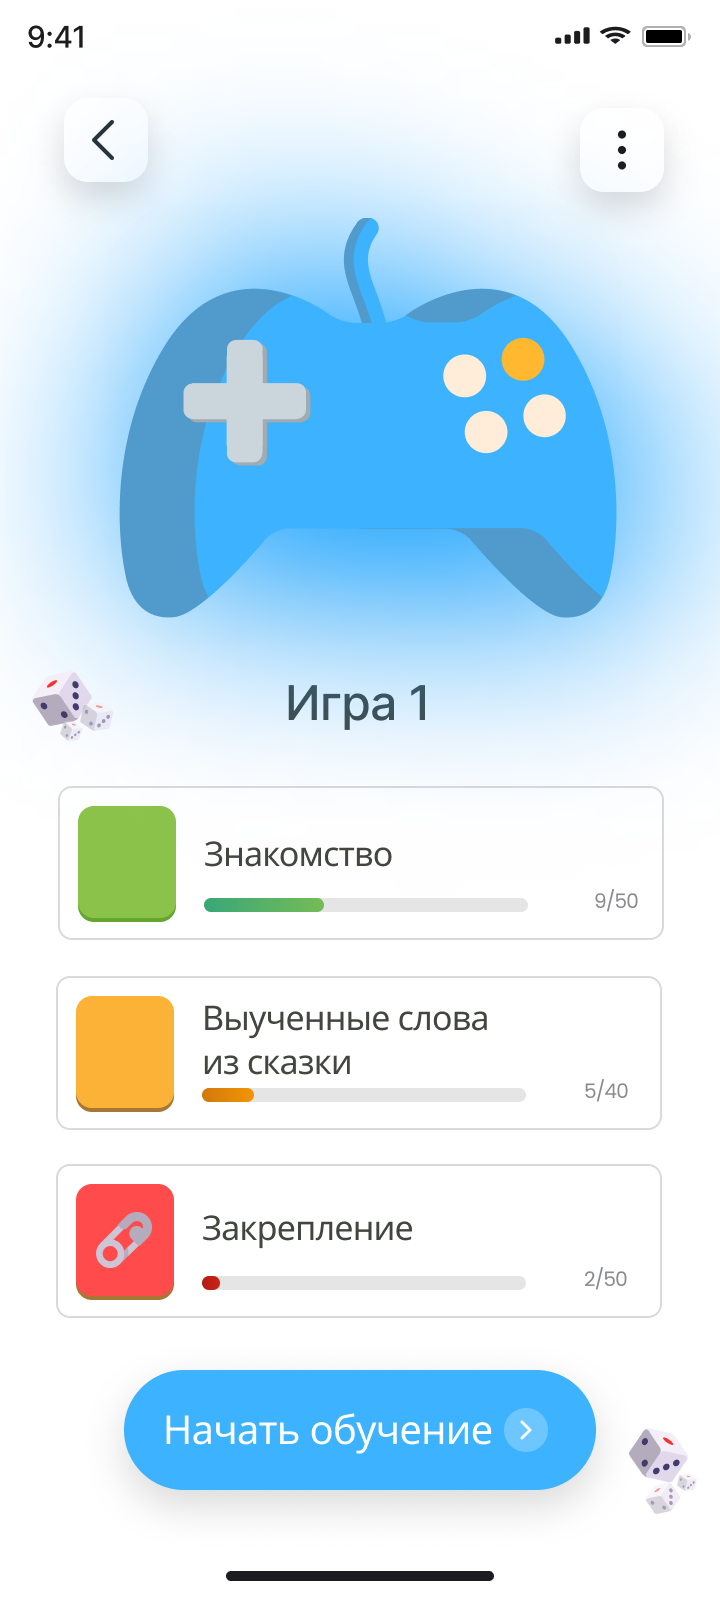 9:41
Игра 1
Знакомство
9/50
Выученные слова
из сказки
5/40
Закрепление
2/50
Начать обучение